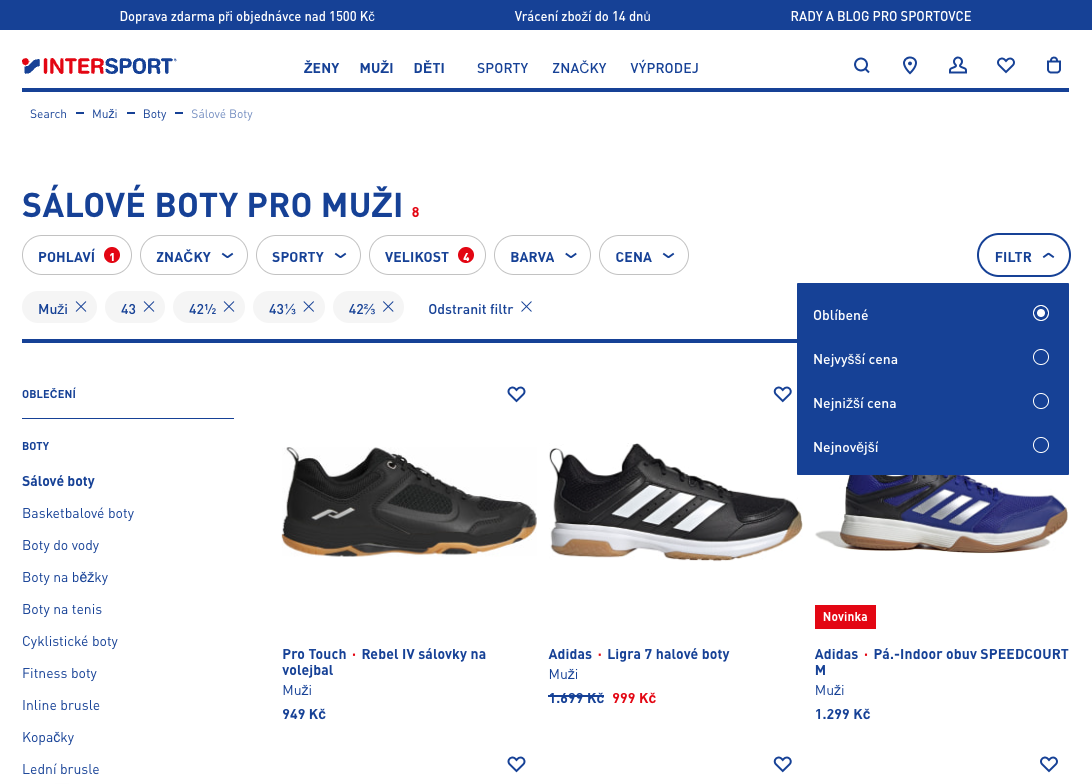 Doprava zdarma při objednávce nad 1500 Kč
Vrácení zboží do 14 dnů
RADY A BLOG PRO SPORTOVCE
INTERSPORT
ŽENY MUŽI DĚTI SPORTY ZNAČKY VÝPRODEJ
Search Muži Boty Sálové Boty
SÁLOVÉ BOTY PRO MUŽI 8
POHLAVÍ 1 ZNAČKY SPORTY VELIKOST 4 BARVA CENA FILTR
Muži 43 42½ 43⅓ 42⅔ Odstranit filtr
Oblíbené
Nejvyšší cena
Nejnižší cena
Nejnovější
OBLEČENÍ
BOTY
Sálové boty
Basketbalové boty
Boty do vody
Boty na běžky
Boty na tenis
Cyklistické boty
Fitness boty
Inline brusle
Kopačky
Lední brusle
Pro Touch · Rebel IV sálovky na
volejbal
Muži
949 Kč
Adidas · Ligra 7 halové boty
Muži
1.699 Kč 999 Kč
Novinka
Adidas · Pá.-Indoor obuv SPEEDCOURT
M
Muži
1.299 Kč